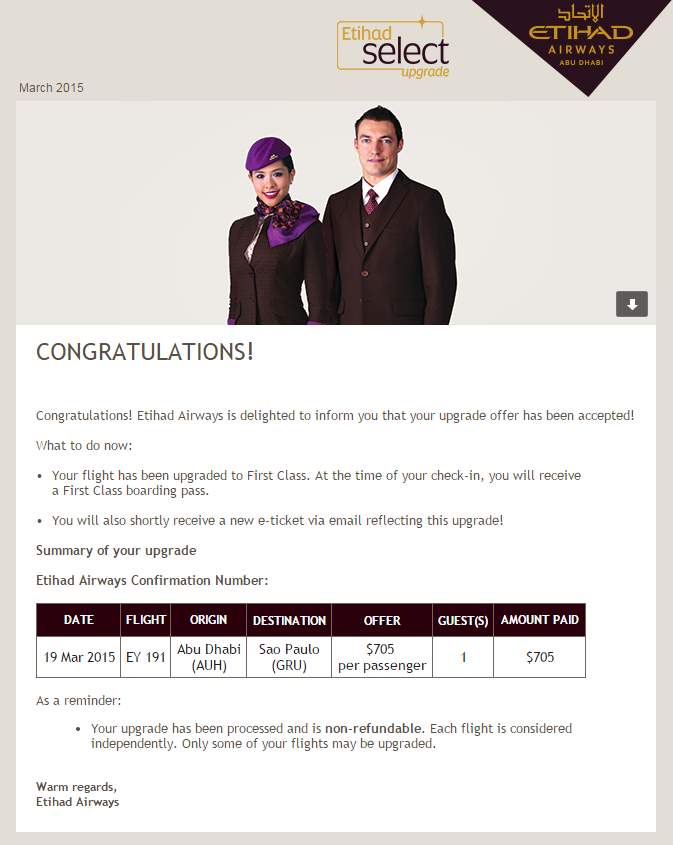 Etihad
select
upgrade
الإتحاد
ETIHAD
AIRWAYS
ABU DHABI
March 2015
CONGRATULATIONS!
Congratulations! Etihad Airways is delighted to inform you that your upgrade offer has been accepted!
What to do now:
• Your flight has been upgraded to First Class. At the time of your check-in, you will receive
a First Class boarding pass.
• You will also shortly receive a new e-ticket via email reflecting this upgrade!
Summary of your upgrade
Etihad Airways Confirmation Number:
DATE FLIGHT ORIGIN DESTINATION OFFER GUEST(S) AMOUNT PAID
19 Mar 2015 EY 191 Abu Dhabi (AUH) Sao Paulo (GRU) $705 per passenger 1 $705
As a reminder:
• Your upgrade has been processed and is non-refundable. Each flight is considered
independently. Only some of your flights may be upgraded.
Warm regards,
Etihad Airways